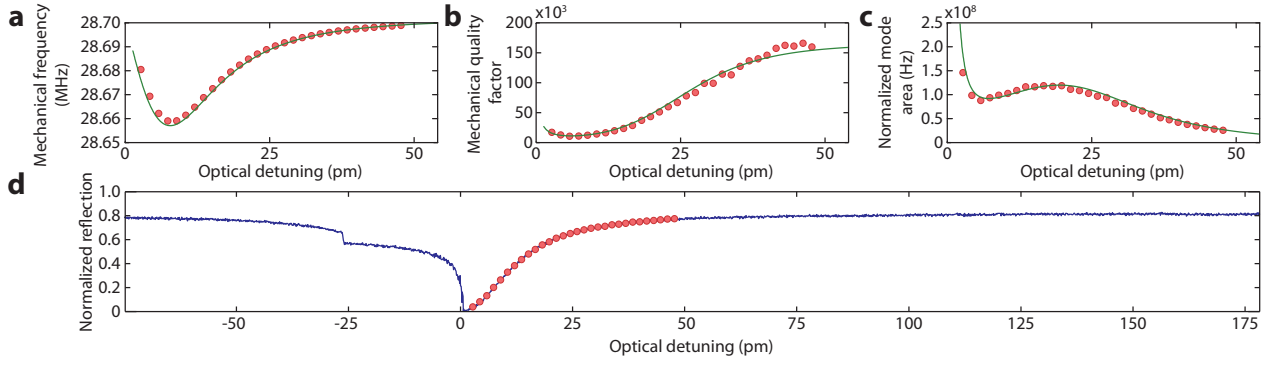 a
Mechanical frequency
(MHz)
28.70
28.69
28.68
28.67
28.66
28.65
0
25
50
Optical detuning (pm)
b
Mechanical quality
factor
x10³
200
150
100
50
0
0
25
50
Optical detuning (pm)
c
Normalized mode
area (Hz)
x10⁸
2.5
2.0
1.5
1.0
0.5
0
0
25
50
Optical detuning (pm)
d
Normalized reflection
1.0
0.8
0.6
0.4
0.2
0
-50
-25
0
25
50
75
100
125
150
175
Optical detuning (pm)